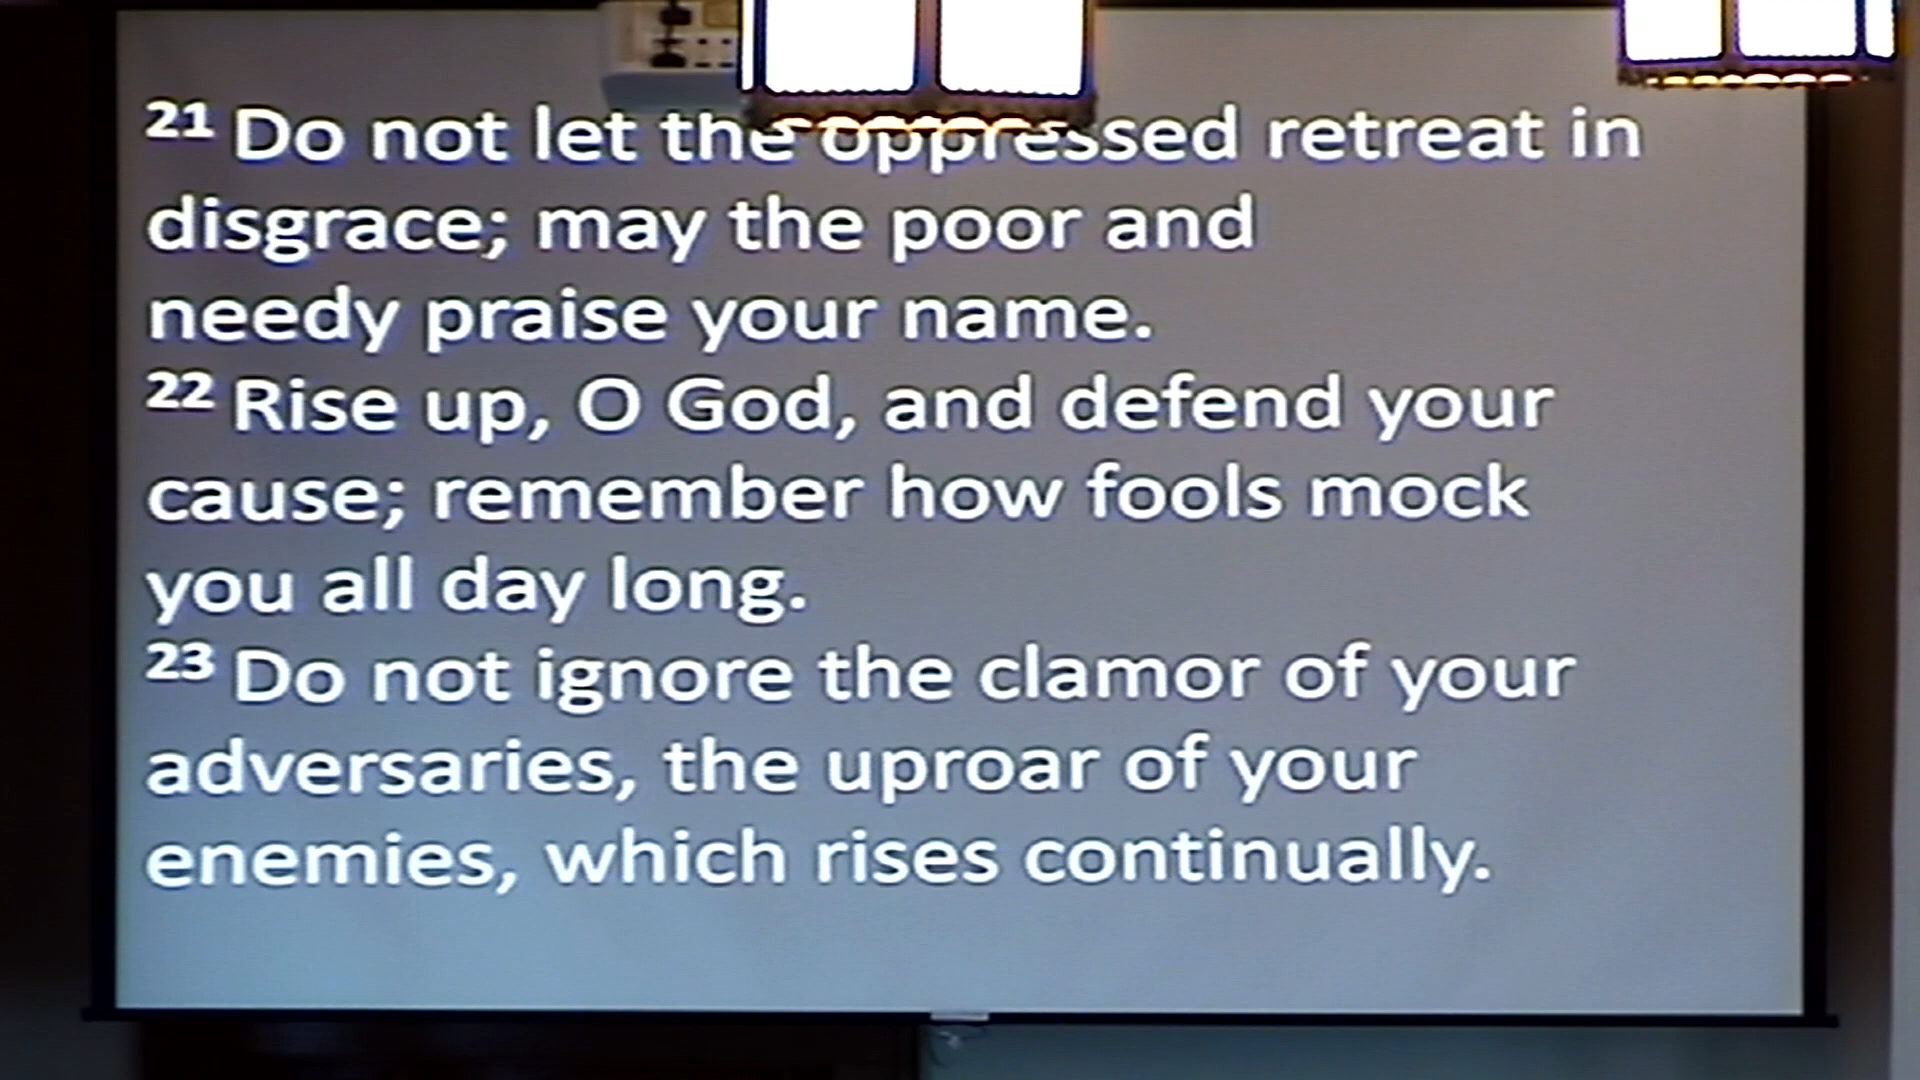 21 Do not let the oppressed retreat in
disgrace; may the poor and
needy praise your name.
22 Rise up, O God, and defend your
cause; remember how fools mock
you all day long.
23 Do not ignore the clamor of your
adversaries, the uproar of your
enemies, which rises continually.